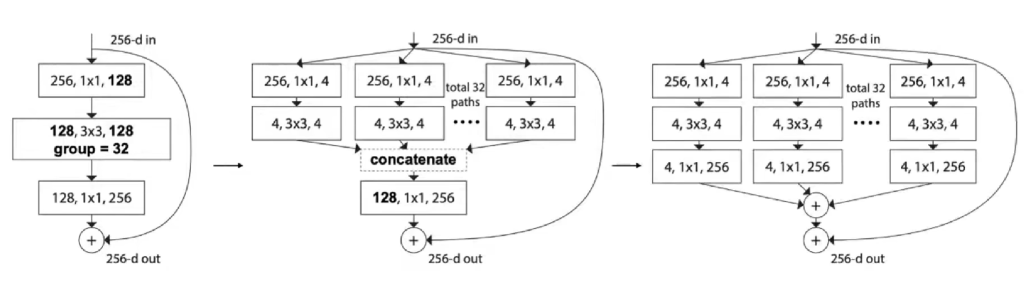 256-d in
256, 1x1, 128
128, 3x3, 128
group = 32
128, 1x1, 256
+
256-d out
256-d in
256, 1x1, 4
256, 1x1, 4
256, 1x1, 4
total 32
paths
4, 3x3, 4
4, 3x3, 4
....
4, 3x3, 4
concatenate
128, 1x1, 256
+
256-d out
256-d in
256, 1x1, 4
256, 1x1, 4
256, 1x1, 4
total 32
paths
4, 3x3, 4
4, 3x3, 4
....
4, 3x3, 4
4, 1x1, 256
4, 1x1, 256
4, 1x1, 256
+
+
256-d out